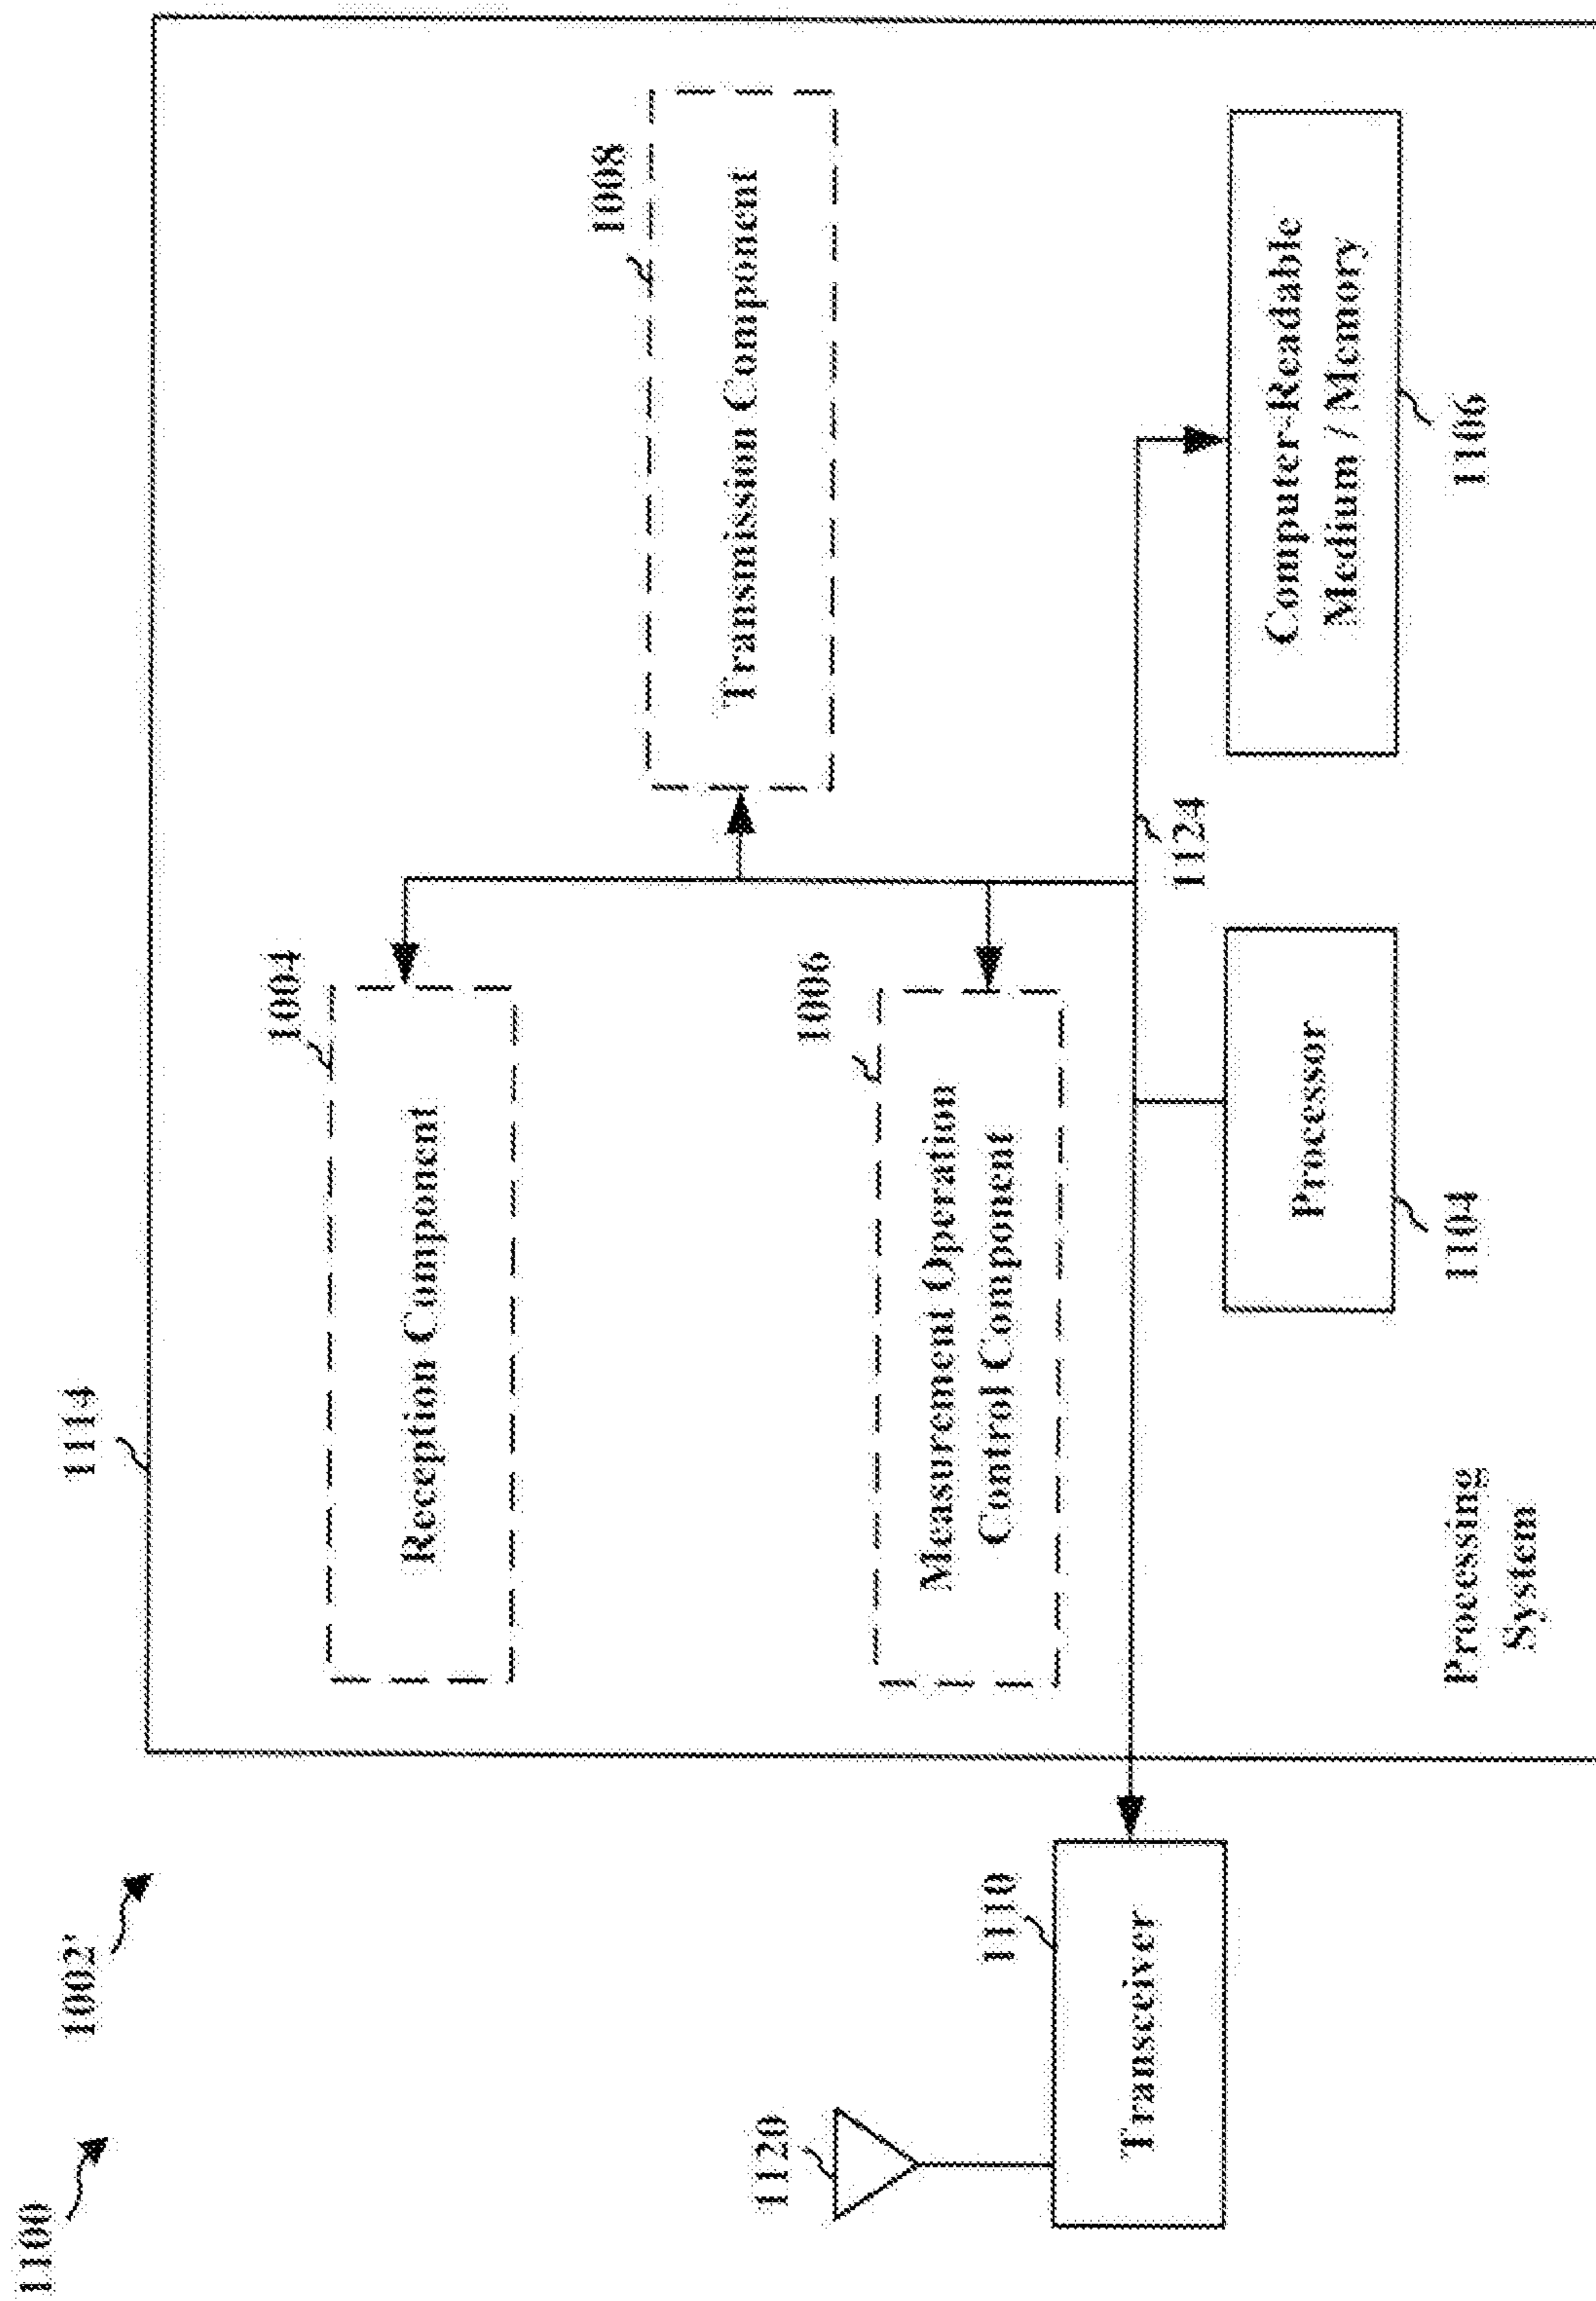 1100
1002'
1114
1004
Reception Component
1008
Transmission Component
1006
Measurement Operation
Control Component
1120
1110
Transceiver
1124
Processor
1104
Computer-Readable
Medium / Memory
1106
Processing
System